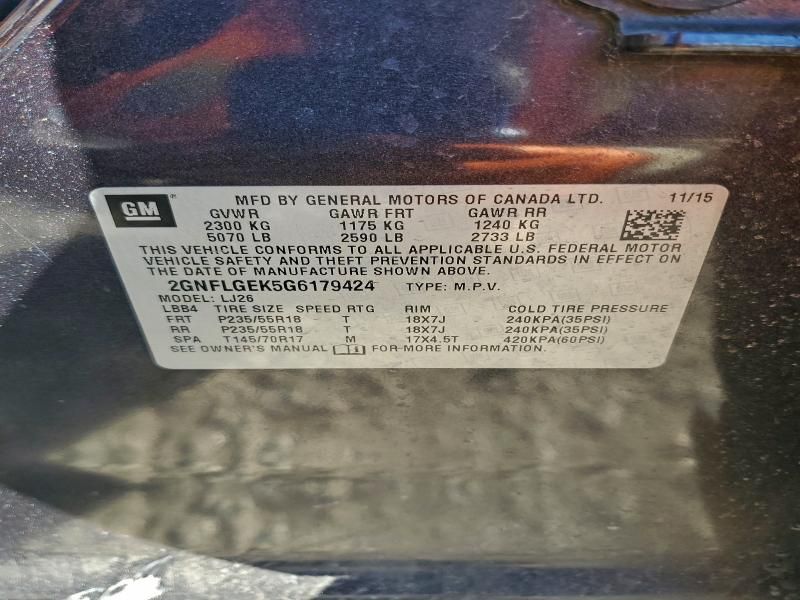 GM MFD BY GENERAL MOTORS OF CANADA LTD. 11/15
GVWR GAWR FRT GAWR RR
2300 KG 1175 KG 1240 KG
5070 LB 2590 LB 2733 LB
THIS VEHICLE CONFORMS TO ALL APPLICABLE U.S. FEDERAL MOTOR
VEHICLE SAFETY AND THEFT PREVENTION STANDARDS IN EFFECT ON
THE DATE OF MANUFACTURE SHOWN ABOVE.
2GNFLGEK5G6179424 TYPE: M.P.V.
MODEL: LJ26
LBB4 TIRE SIZE SPEED RTG RIM COLD TIRE PRESSURE
FRT P235/55R18 T 18X7J 240KPA(35PSI)
RR P235/55R18 T 18X7J 240KPA(35PSI)
SPA T145/70R17 M 17X4.5T 420KPA(60PSI)
SEE OWNER'S MANUAL FOR MORE INFORMATION.